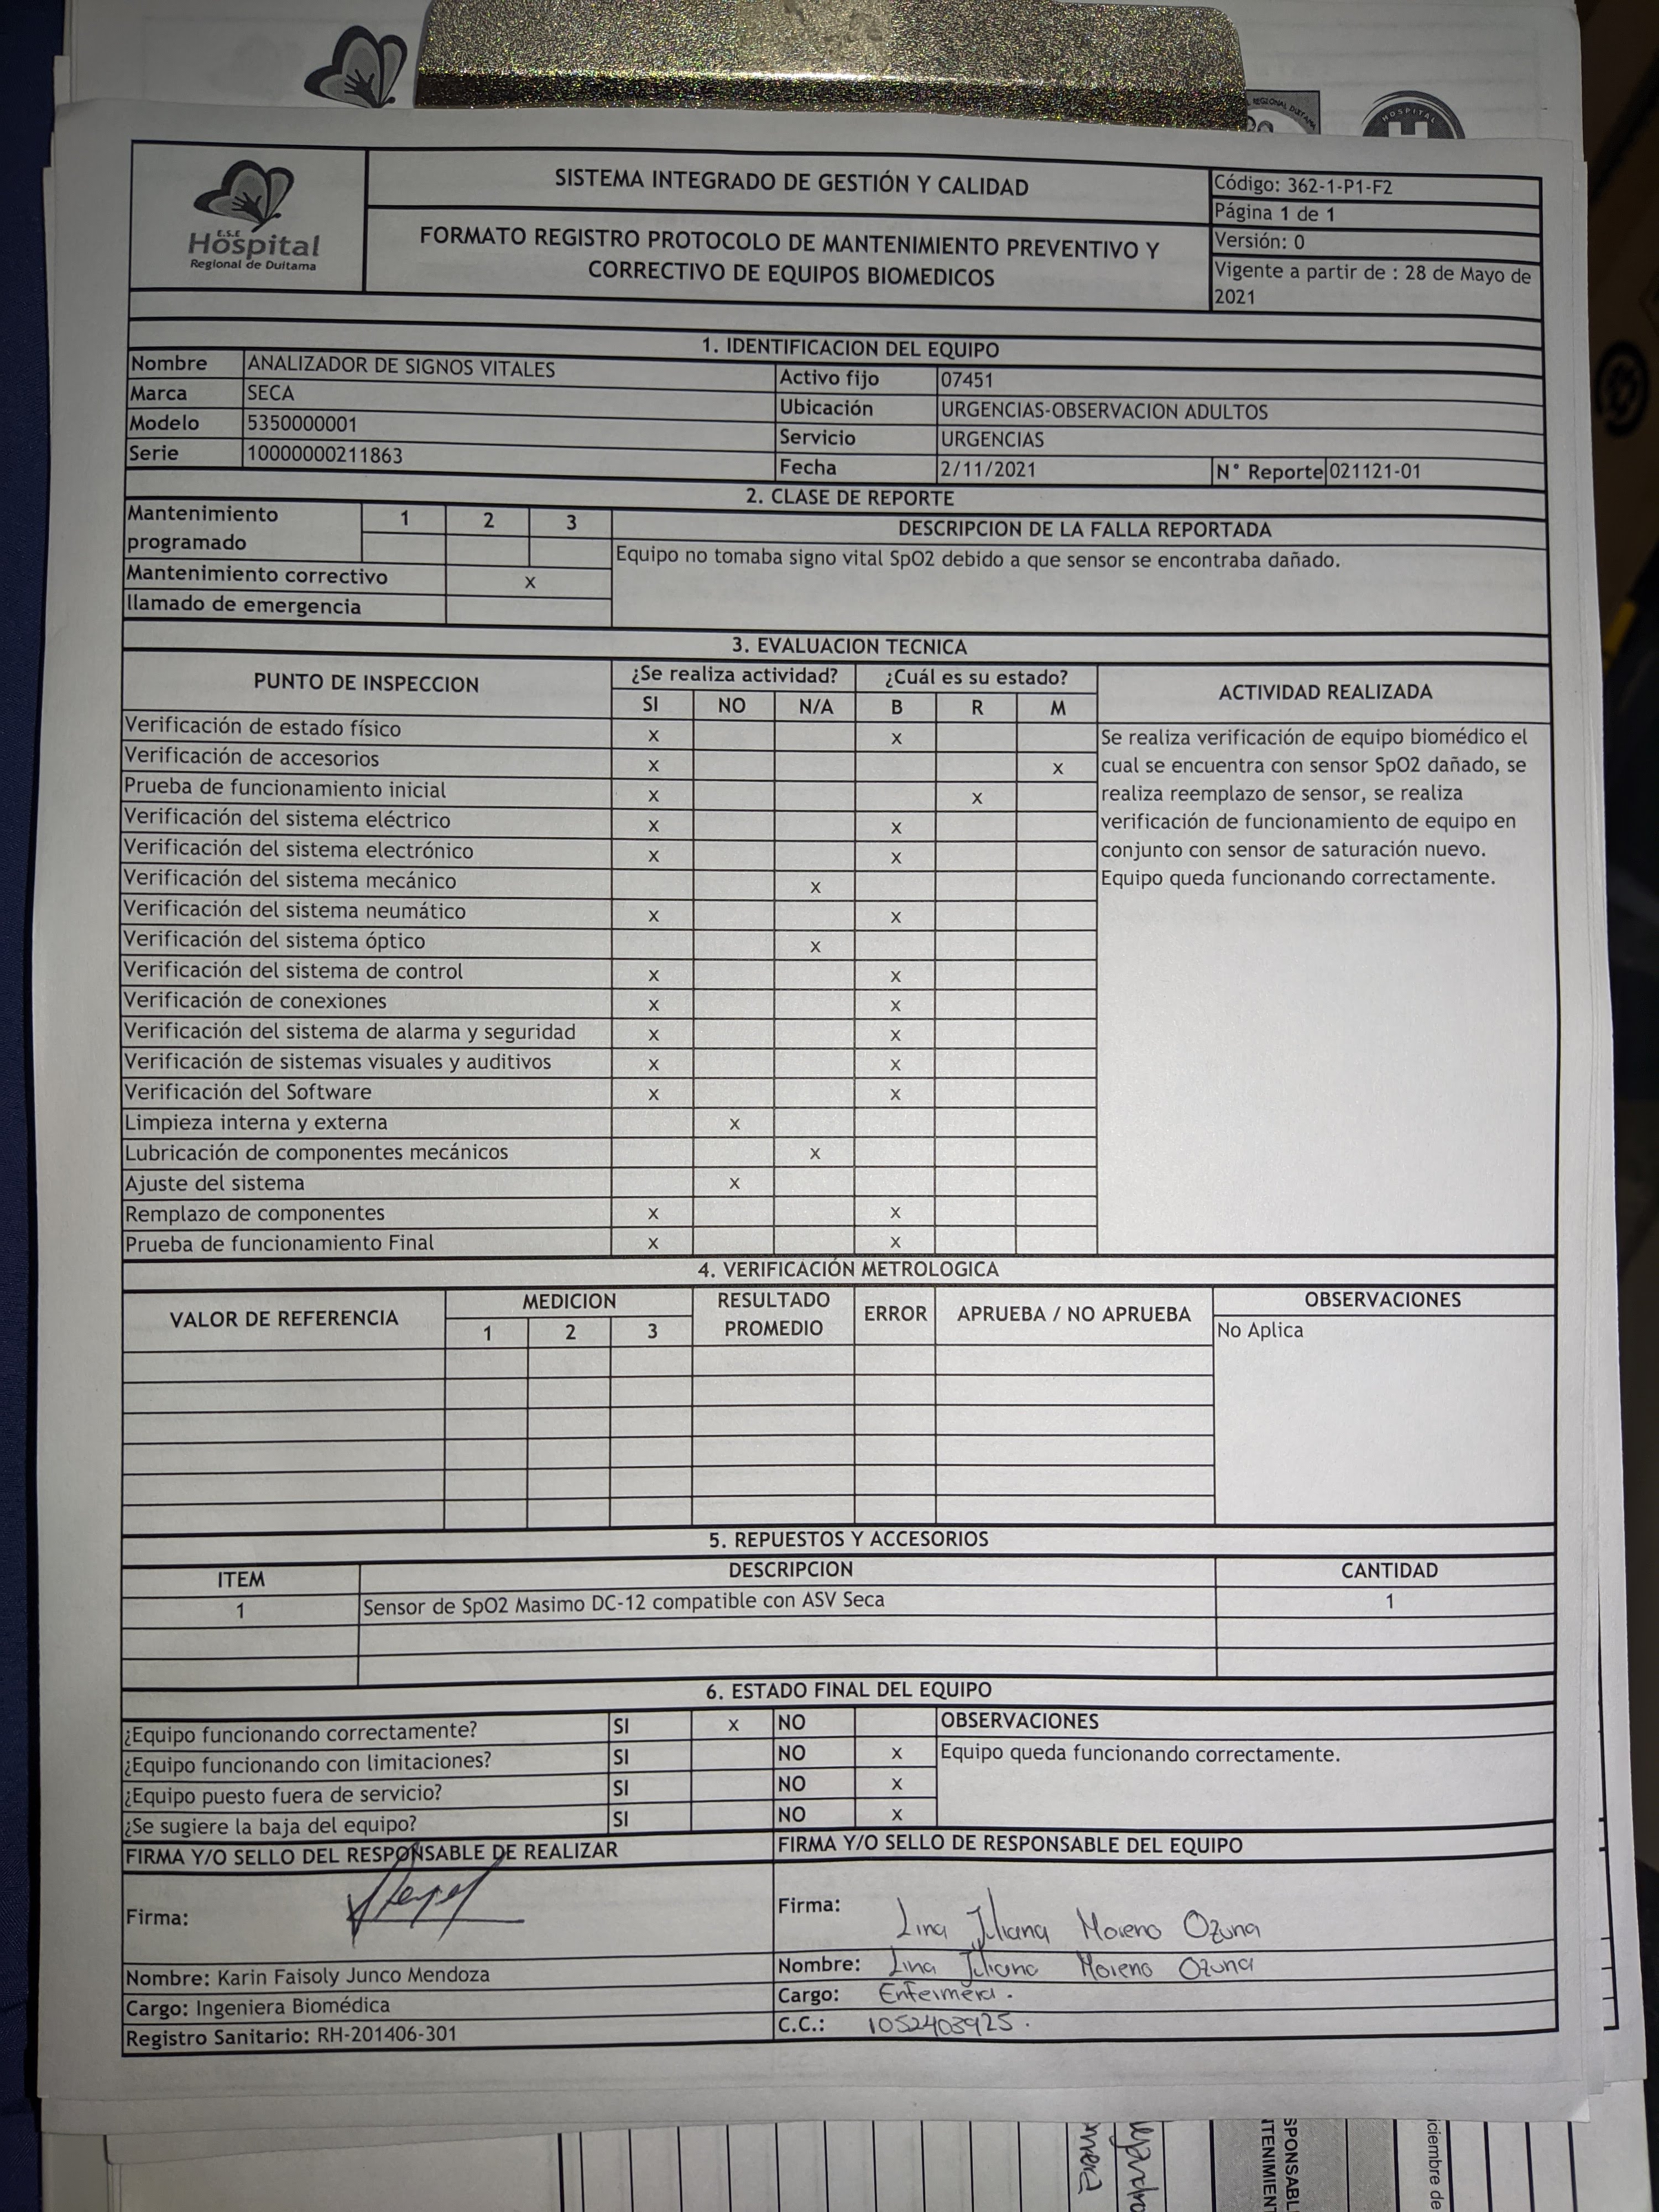 REGIONAL DUITAMA
HOSPITAL
H
E.S.E
Hospital
Regional de Duitama
SISTEMA INTEGRADO DE GESTIÓN Y CALIDAD
FORMATO REGISTRO PROTOCOLO DE MANTENIMIENTO PREVENTIVO Y
CORRECTIVO DE EQUIPOS BIOMEDICOS
Código: 362-1-P1-F2
Página 1 de 1
Versión: 0
Vigente a partir de : 28 de Mayo de
2021
1. IDENTIFICACION DEL EQUIPO
Nombre ANALIZADOR DE SIGNOS VITALES Activo fijo 07451
Marca SECA Ubicación URGENCIAS-OBSERVACION ADULTOS
Modelo 5350000001 Servicio URGENCIAS
Serie 10000000211863 Fecha 2/11/2021 N° Reporte 021121-01
2. CLASE DE REPORTE
Mantenimiento
programado 1 2 3
DESCRIPCION DE LA FALLA REPORTADA
Equipo no tomaba signo vital SpO2 debido a que sensor se encontraba dañado.
Mantenimiento correctivo x
llamado de emergencia
3. EVALUACION TECNICA
PUNTO DE INSPECCION ¿Se realiza actividad? ¿Cuál es su estado? ACTIVIDAD REALIZADA
SI NO N/A B R M
Verificación de estado físico x x
Verificación de accesorios x x
Prueba de funcionamiento inicial x x
Verificación del sistema eléctrico x x
Verificación del sistema electrónico x x
Verificación del sistema mecánico x
Verificación del sistema neumático x x
Verificación del sistema óptico x
Verificación del sistema de control x x
Verificación de conexiones x x
Verificación del sistema de alarma y seguridad x x
Verificación de sistemas visuales y auditivos x x
Verificación del Software x x
Limpieza interna y externa x
Lubricación de componentes mecánicos x
Ajuste del sistema x
Remplazo de componentes x x
Prueba de funcionamiento Final x x
Se realiza verificación de equipo biomédico el
cual se encuentra con sensor SpO2 dañado, se
realiza reemplazo de sensor, se realiza
verificación de funcionamiento de equipo en
conjunto con sensor de saturación nuevo.
Equipo queda funcionando correctamente.
4. VERIFICACIÓN METROLOGICA
VALOR DE REFERENCIA MEDICION RESULTADO PROMEDIO ERROR APRUEBA / NO APRUEBA OBSERVACIONES
1 2 3
No Aplica
5. REPUESTOS Y ACCESORIOS
ITEM DESCRIPCION CANTIDAD
1 Sensor de SpO2 Masimo DC-12 compatible con ASV Seca 1
6. ESTADO FINAL DEL EQUIPO
¿Equipo funcionando correctamente? SI x NO OBSERVACIONES
¿Equipo funcionando con limitaciones? SI NO x Equipo queda funcionando correctamente.
¿Equipo puesto fuera de servicio? SI NO x
¿Se sugiere la baja del equipo? SI NO x
FIRMA Y/O SELLO DEL RESPONSABLE DE REALIZAR
Firma:
Nombre: Karin Faisoly Junco Mendoza
Cargo: Ingeniera Biomédica
Registro Sanitario: RH-201406-301
FIRMA Y/O SELLO DE RESPONSABLE DEL EQUIPO
Firma: Lina Juliana Moreno Ozuna
Nombre: Lina Juliana Moreno Ozuna
Cargo: Enfermera.
C.C.: 1052403925.